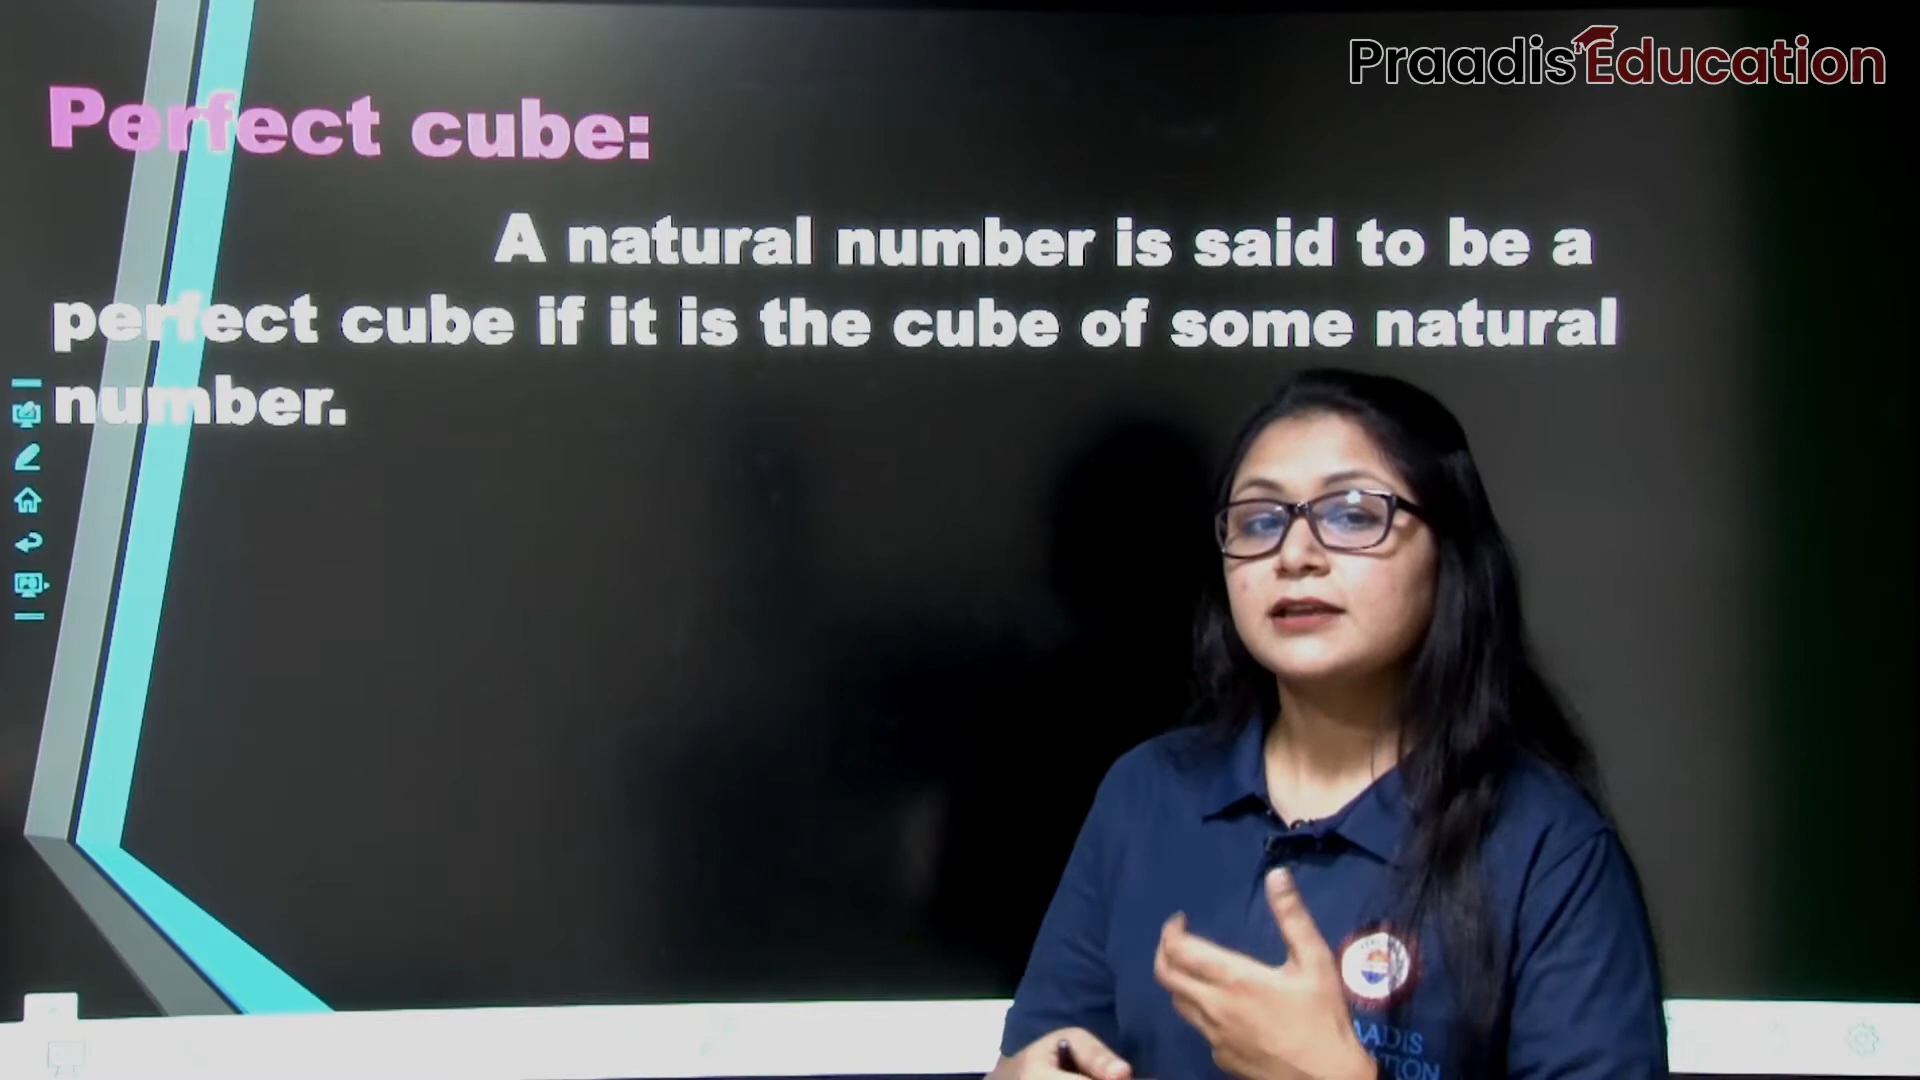 Praadis Education
Perfect cube:
A natural number is said to be a
perfect cube if it is the cube of some natural
number.
AADIS